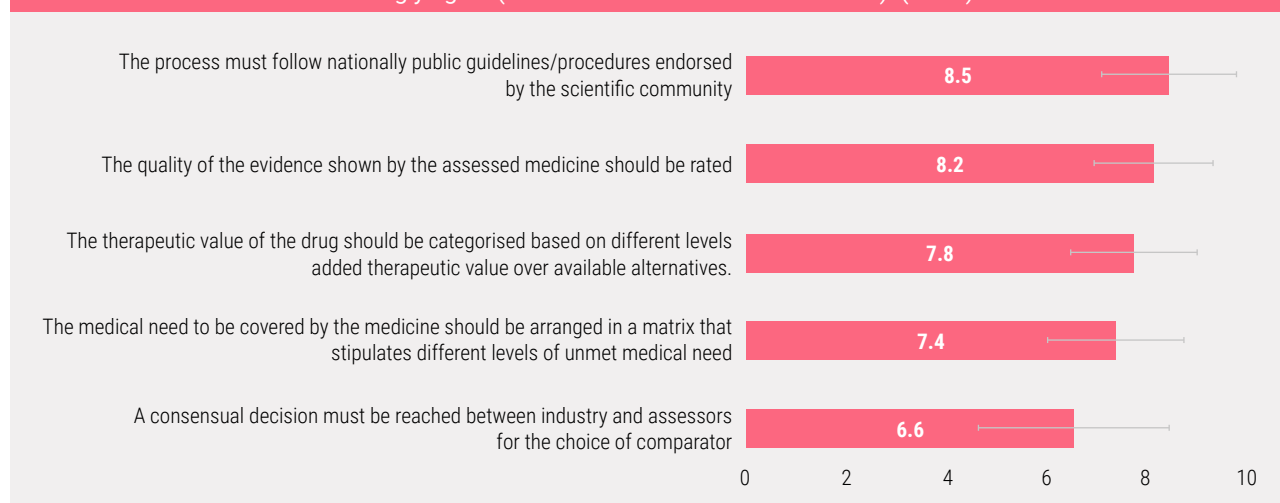 The process must follow nationally public guidelines/procedures endorsed
by the scientific community
8.5
The quality of the evidence shown by the assessed medicine should be rated
8.2
The therapeutic value of the drug should be categorised based on different levels
added therapeutic value over available alternatives.
7.8
The medical need to be covered by the medicine should be arranged in a matrix that
stipulates different levels of unmet medical need
7.4
A consensual decision must be reached between industry and assessors
for the choice of comparator
6.6
0 2 4 6 8 10